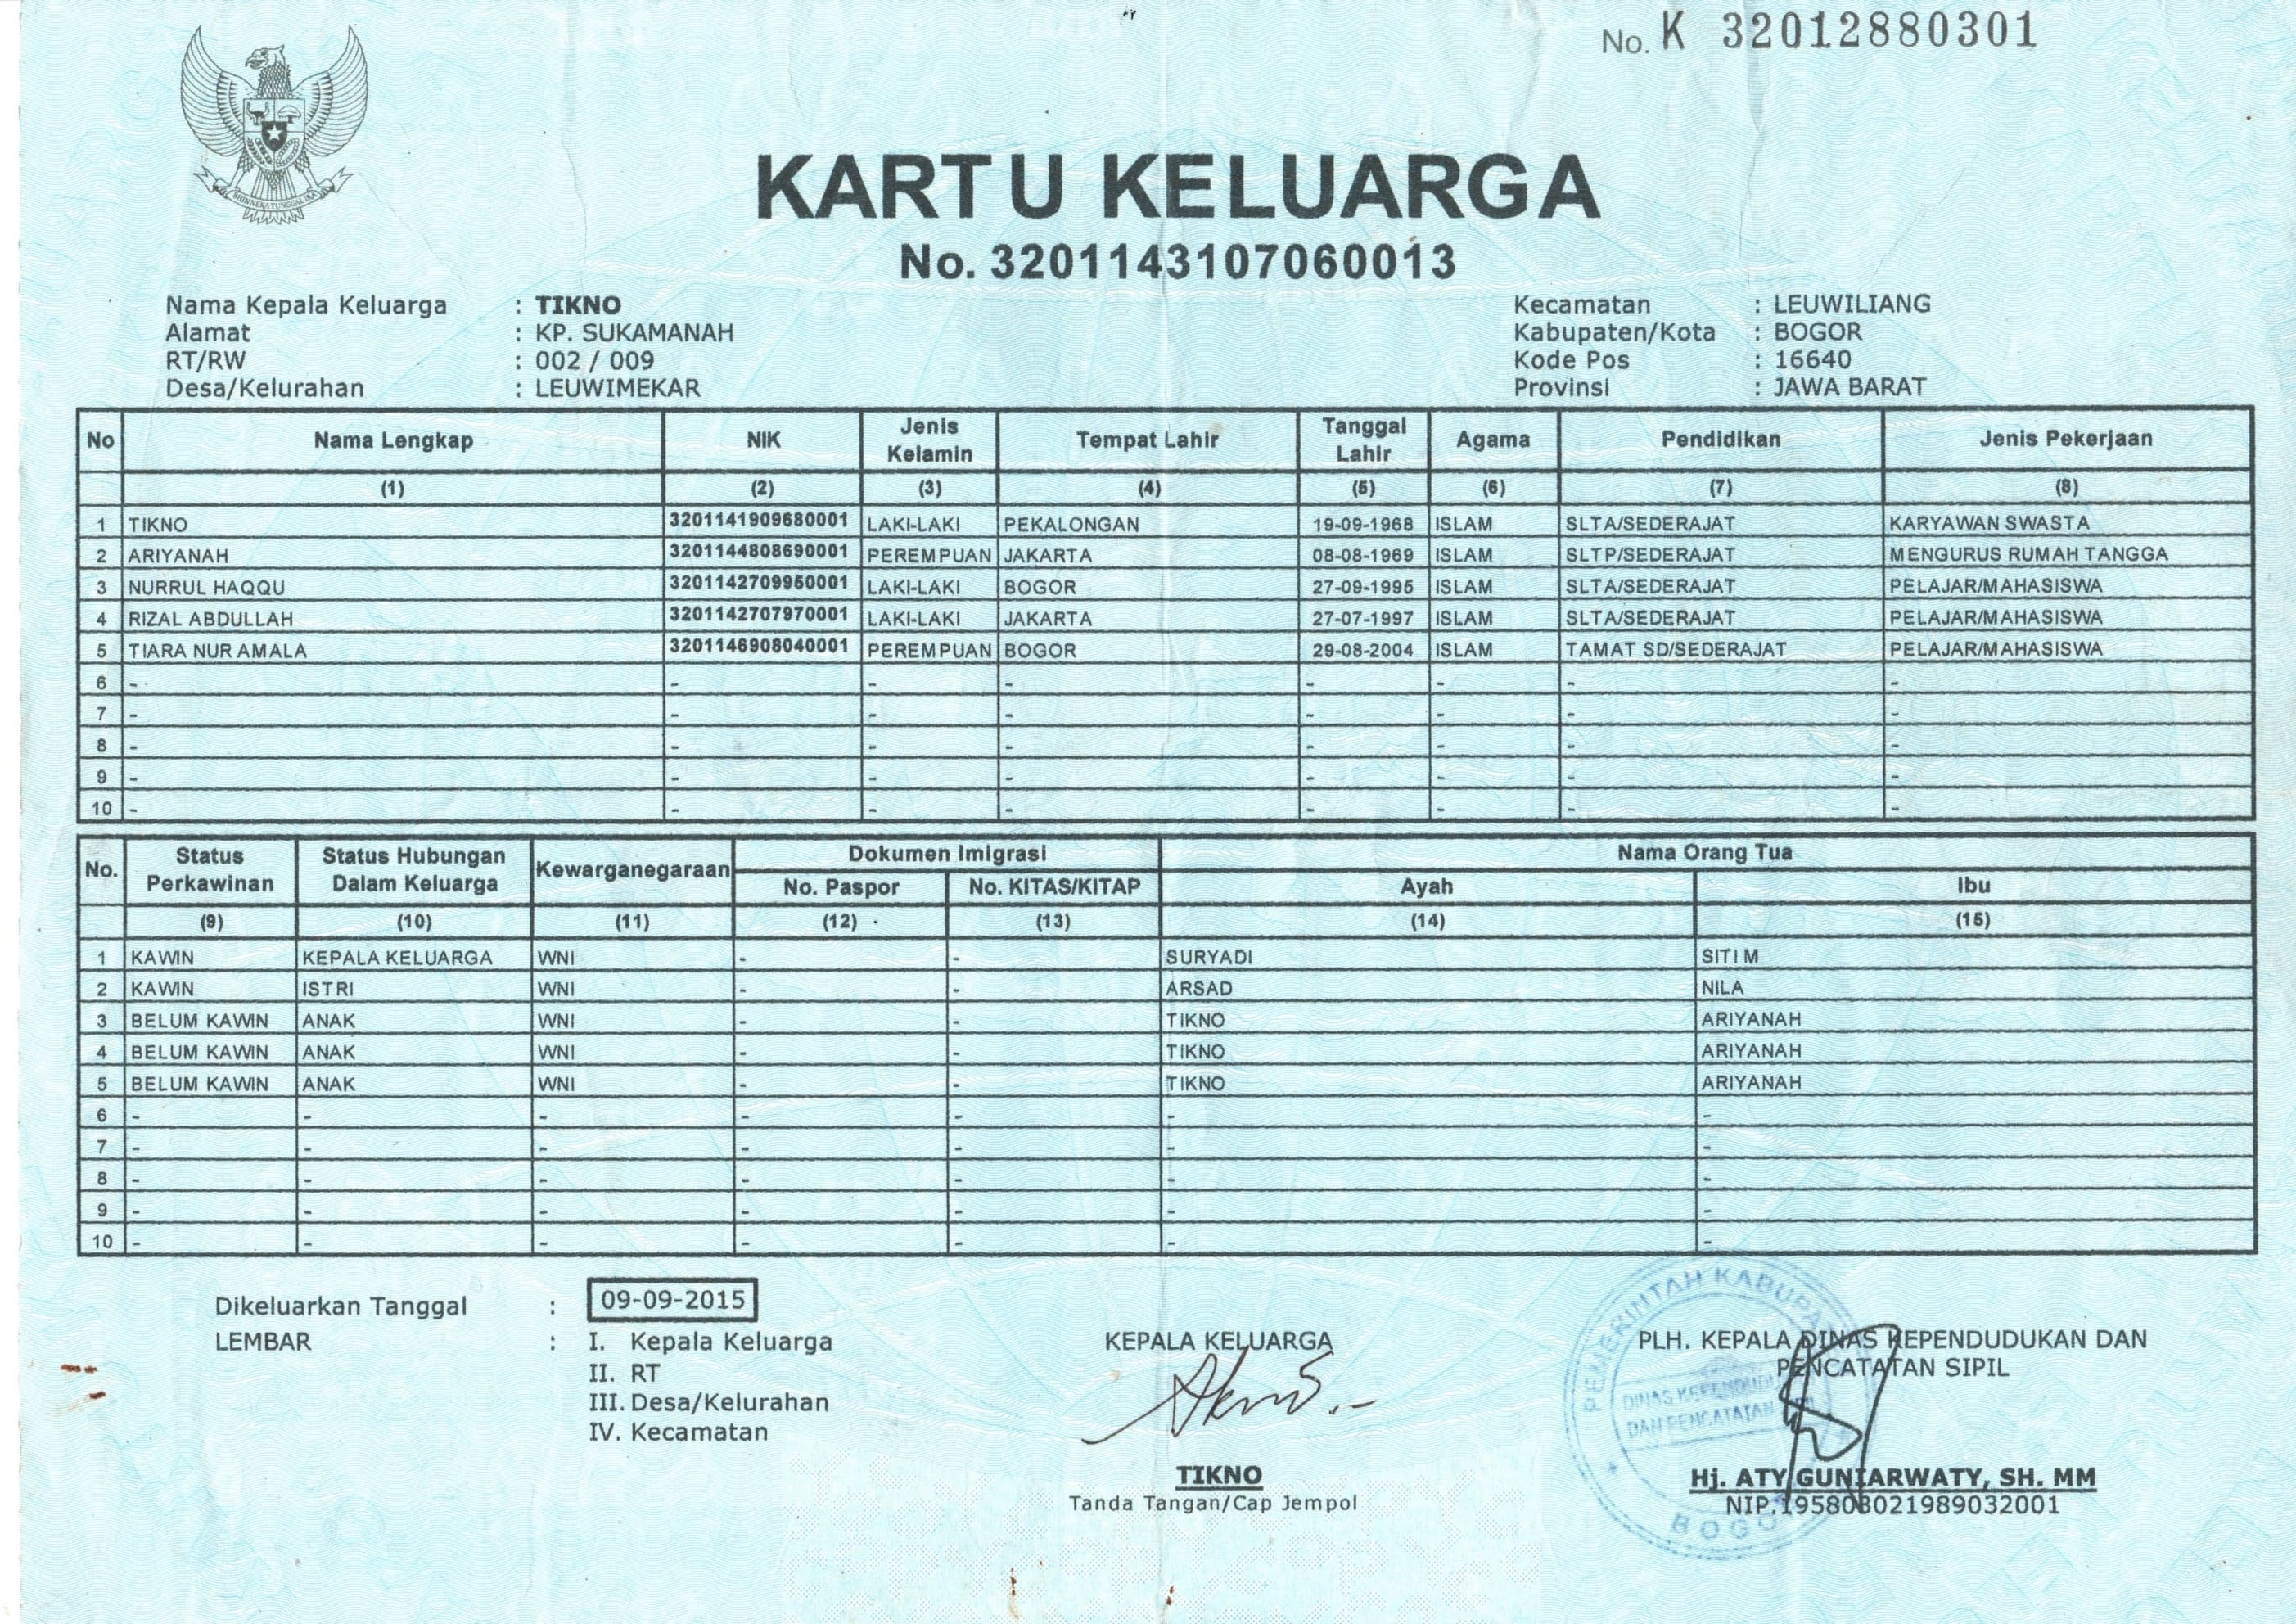 No. K 32012880301
BHINNEKA TUNGGAL IKA
KARTU KELUARGA
No. 3201143107060013
Nama Kepala Keluarga : TIKNO
Alamat : KP. SUKAMANAH
RT/RW : 002 / 009
Desa/Kelurahan : LEUWIMEKAR
Kecamatan : LEUWILIANG
Kabupaten/Kota : BOGOR
Kode Pos : 16640
Provinsi : JAWA BARAT
No Nama Lengkap NIK Jenis Kelamin Tempat Lahir Tanggal Lahir Agama Pendidikan Jenis Pekerjaan
(1) (2) (3) (4) (5) (6) (7) (8)
1 TIKNO 3201141909680001 LAKI-LAKI PEKALONGAN 19-09-1968 ISLAM SLTA/SEDERAJAT KARYAWAN SWASTA
2 ARIYANAH 3201144808690001 PEREMPUAN JAKARTA 08-08-1969 ISLAM SLTP/SEDERAJAT MENGURUS RUMAH TANGGA
3 NURRUL HAQQU 3201142709950001 LAKI-LAKI BOGOR 27-09-1995 ISLAM SLTA/SEDERAJAT PELAJAR/MAHASISWA
4 RIZAL ABDULLAH 3201142707970001 LAKI-LAKI JAKARTA 27-07-1997 ISLAM SLTA/SEDERAJAT PELAJAR/MAHASISWA
5 TIARA NUR AMALA 3201146908040001 PEREMPUAN BOGOR 29-08-2004 ISLAM TAMAT SD/SEDERAJAT PELAJAR/MAHASISWA
6 - - - - - - - -
7 - - - - - - - -
8 - - - - - - - -
9 - - - - - - - -
10 - - - - - - - -
No. Status Perkawinan Status Hubungan Dalam Keluarga Kewarganegaraan Dokumen Imigrasi Nama Orang Tua
No. Paspor No. KITAS/KITAP Ayah Ibu
(9) (10) (11) (12) (13) (14) (15)
1 KAWIN KEPALA KELUARGA WNI - - SURYADI SITI M
2 KAWIN ISTRI WNI - - ARSAD NILA
3 BELUM KAWIN ANAK WNI - - TIKNO ARIYANAH
4 BELUM KAWIN ANAK WNI - - TIKNO ARIYANAH
5 BELUM KAWIN ANAK WNI - - TIKNO ARIYANAH
6 - - - - - - -
7 - - - - - - -
8 - - - - - - -
9 - - - - - - -
10 - - - - - - -
Dikeluarkan Tanggal : 09-09-2015
LEMBAR : I. Kepala Keluarga
II. RT
III. Desa/Kelurahan
IV. Kecamatan
KEPALA KELUARGA
TIKNO
Tanda Tangan/Cap Jempol
PLH. KEPALA DINAS KEPENDUDUKAN DAN
PENCATATAN SIPIL
PEMERINTAH KABUPAT
DINAS KEPENDUDU
DAN PENCATATAN
BOGO
Hj. ATY GUNIARWATY, SH. MM
NIP.195803021989032001